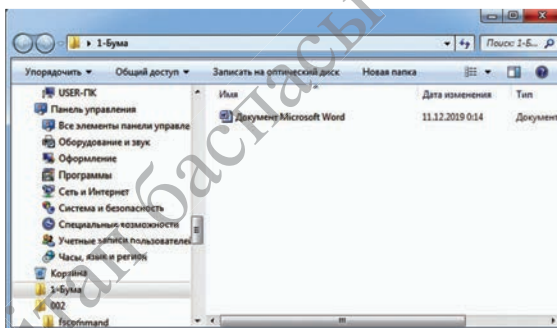 1-Бума
Поиск: 1-Б...
Упорядочить Общий доступ Записать на оптический диск Новая папка
USER-ПК
Панель управления
Все элементы панели управле
Оборудование и звук
Оформление
Программы
Сеть и Интернет
Система и безопасность
Специальные возможности
Учетные записи пользователей
Часы, язык и регион
Корзина
1-Бума
002
fscommand
Имя Дата изменения Тип
Документ Microsoft Word 11.12.2019 0:14 Документ
баспасы